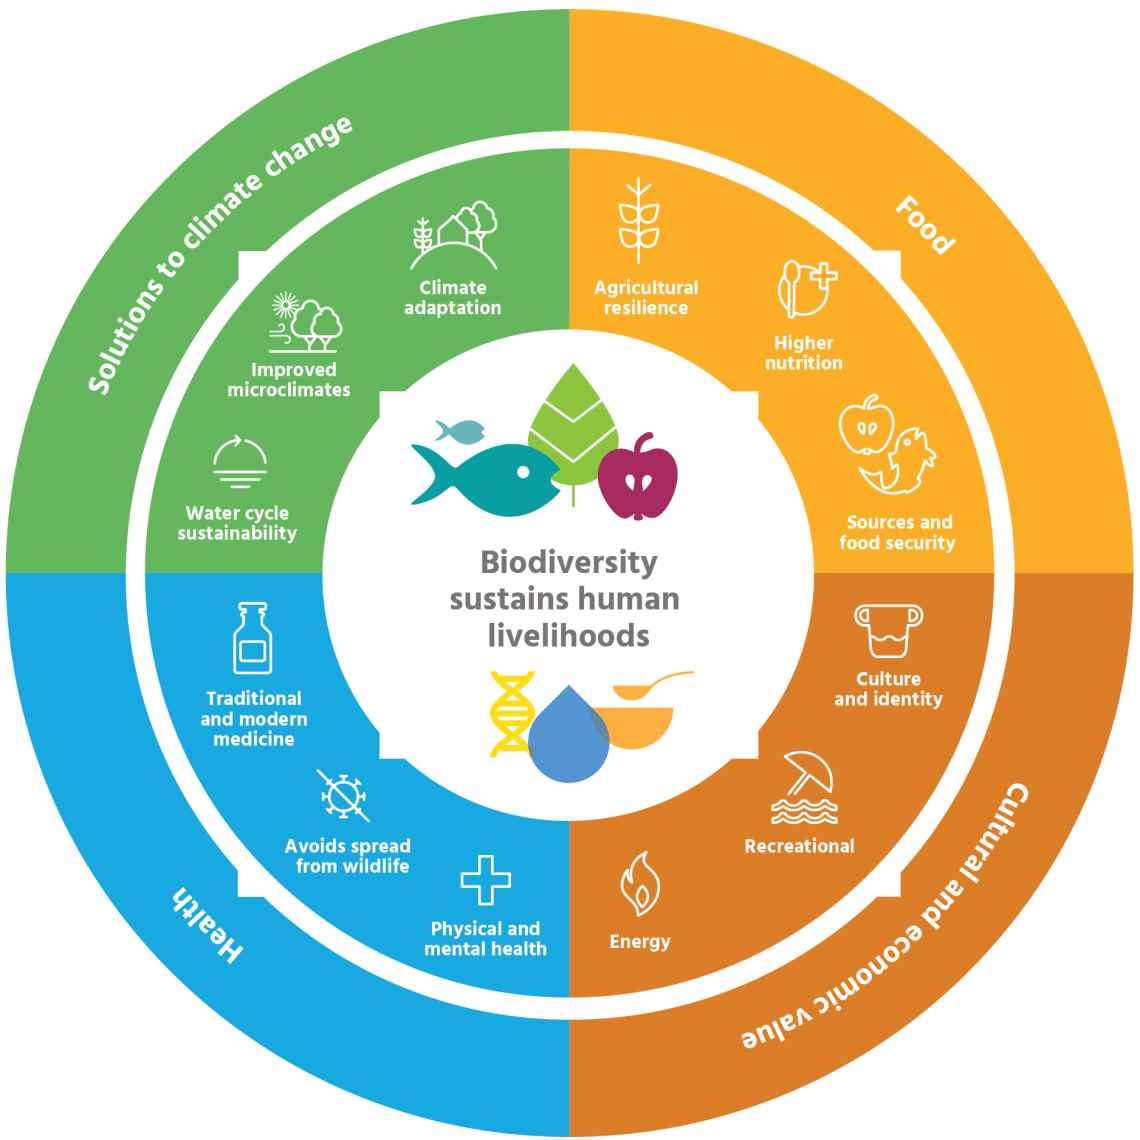 Solutions to climate change
Food
Climate
adaptation
Agricultural
resilience
Improved
microclimates
Higher
nutrition
Water cycle
sustainability
Sources and
food security
Biodiversity
sustains human
livelihoods
Traditional
and modern
medicine
Culture
and identity
Avoids spread
from wildlife
Recreational
Physical and
mental health
Energy
Health
Cultural and economic value